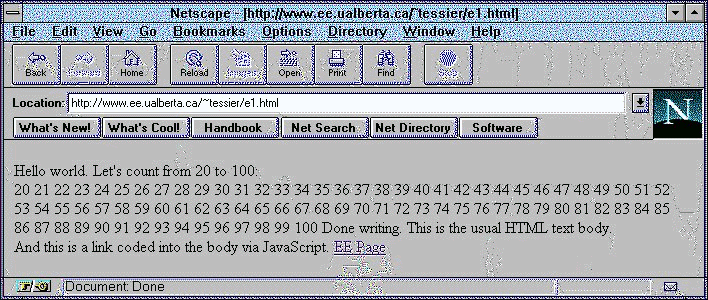 Netscape - [http://www.ee.ualberta.ca/~tessier/e1.html]
File Edit View Go Bookmarks Options Directory Window Help
Back Forward Home Reload Images Open Print Find Stop
Location: http://www.ee.ualberta.ca/~tessier/e1.html
N
What's New! What's Cool! Handbook Net Search Net Directory Software
Hello world. Let's count from 20 to 100:
20 21 22 23 24 25 26 27 28 29 30 31 32 33 34 35 36 37 38 39 40 41 42 43 44 45 46 47 48 49 50 51 52
53 54 55 56 57 58 59 60 61 62 63 64 65 66 67 68 69 70 71 72 73 74 75 76 77 78 79 80 81 82 83 84 85
86 87 88 89 90 91 92 93 94 95 96 97 98 99 100 Done writing. This is the usual HTML text body.
And this is a link coded into the body via JavaScript. EE Page
Document: Done